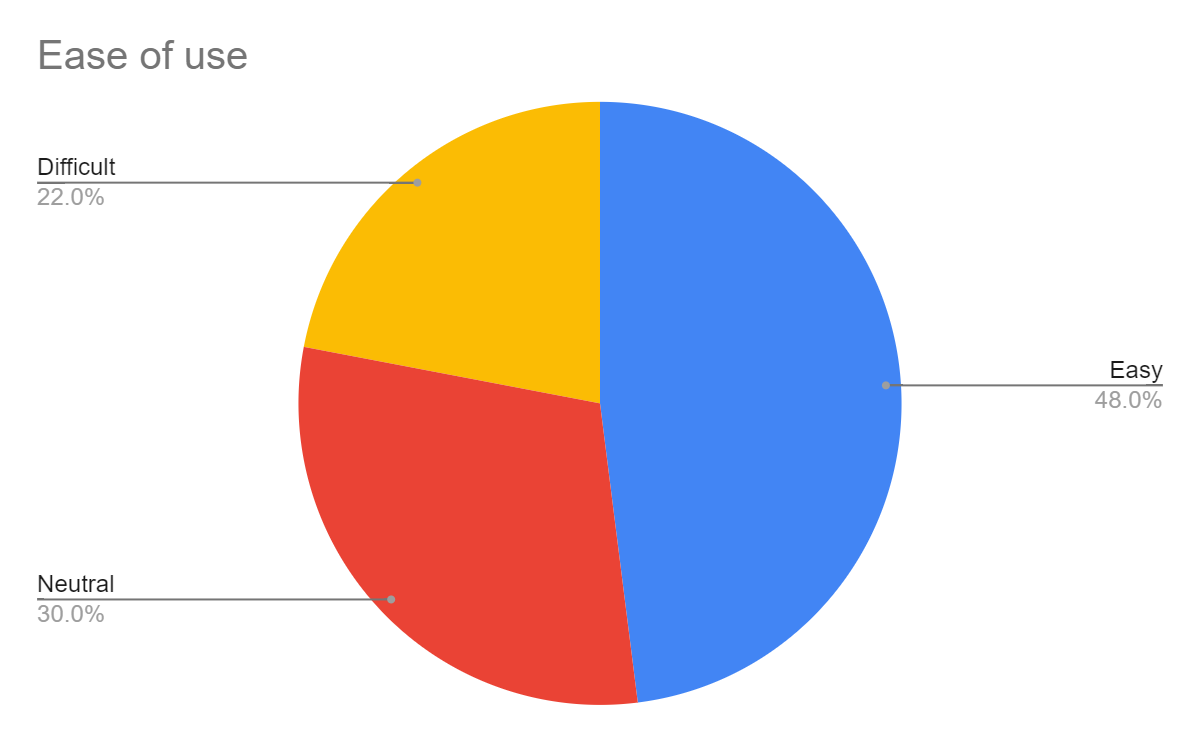 Ease of use
Difficult
22.0%
Easy
48.0%
Neutral
30.0%